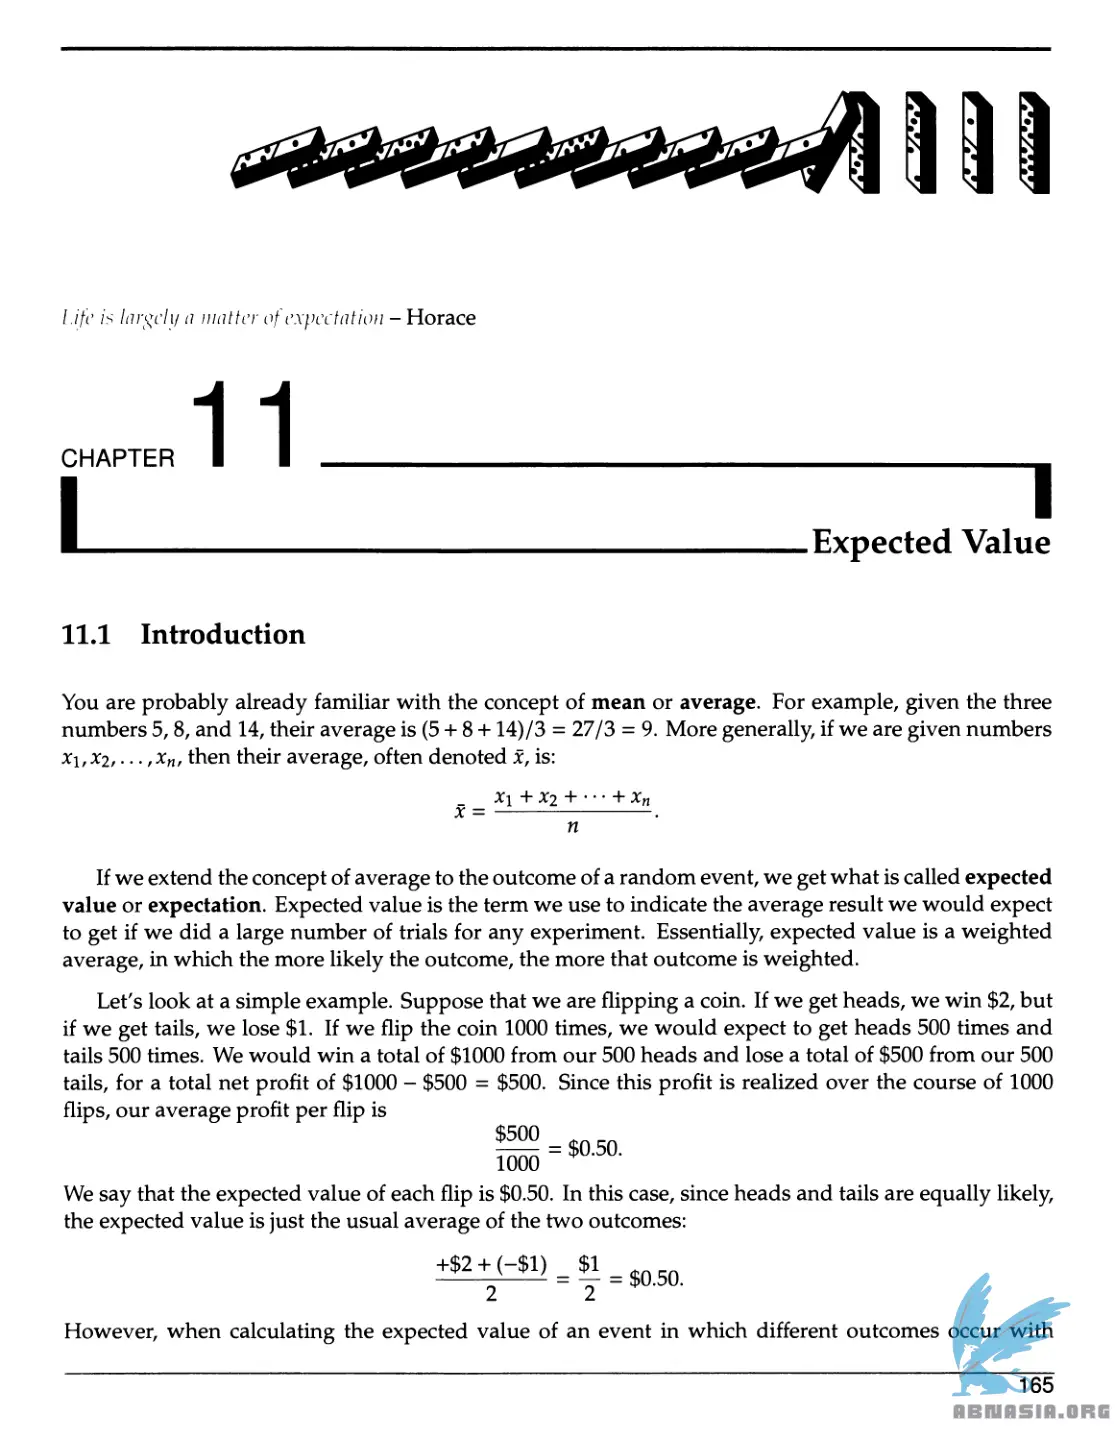 Life is largely a matter of expectation – Horace
CHAPTER 11
Expected Value
11.1 Introduction
You are probably already familiar with the concept of mean or average. For example, given the three
numbers 5, 8, and 14, their average is (5 + 8 + 14)/3 = 27/3 = 9. More generally, if we are given numbers
x₁, x₂, . . . , xₙ, then their average, often denoted x̄, is:
x̄ = (x₁ + x₂ + · · · + xₙ) / n.
If we extend the concept of average to the outcome of a random event, we get what is called expected
value or expectation. Expected value is the term we use to indicate the average result we would expect
to get if we did a large number of trials for any experiment. Essentially, expected value is a weighted
average, in which the more likely the outcome, the more that outcome is weighted.
Let's look at a simple example. Suppose that we are flipping a coin. If we get heads, we win $2, but
if we get tails, we lose $1. If we flip the coin 1000 times, we would expect to get heads 500 times and
tails 500 times. We would win a total of $1000 from our 500 heads and lose a total of $500 from our 500
tails, for a total net profit of $1000 – $500 = $500. Since this profit is realized over the course of 1000
flips, our average profit per flip is
$500 / 1000 = $0.50.
We say that the expected value of each flip is $0.50. In this case, since heads and tails are equally likely,
the expected value is just the usual average of the two outcomes:
(+$2 + (–$1)) / 2 = $1 / 2 = $0.50.
However, when calculating the expected value of an event in which different outcomes occur with
165
ABNASIA.ORG